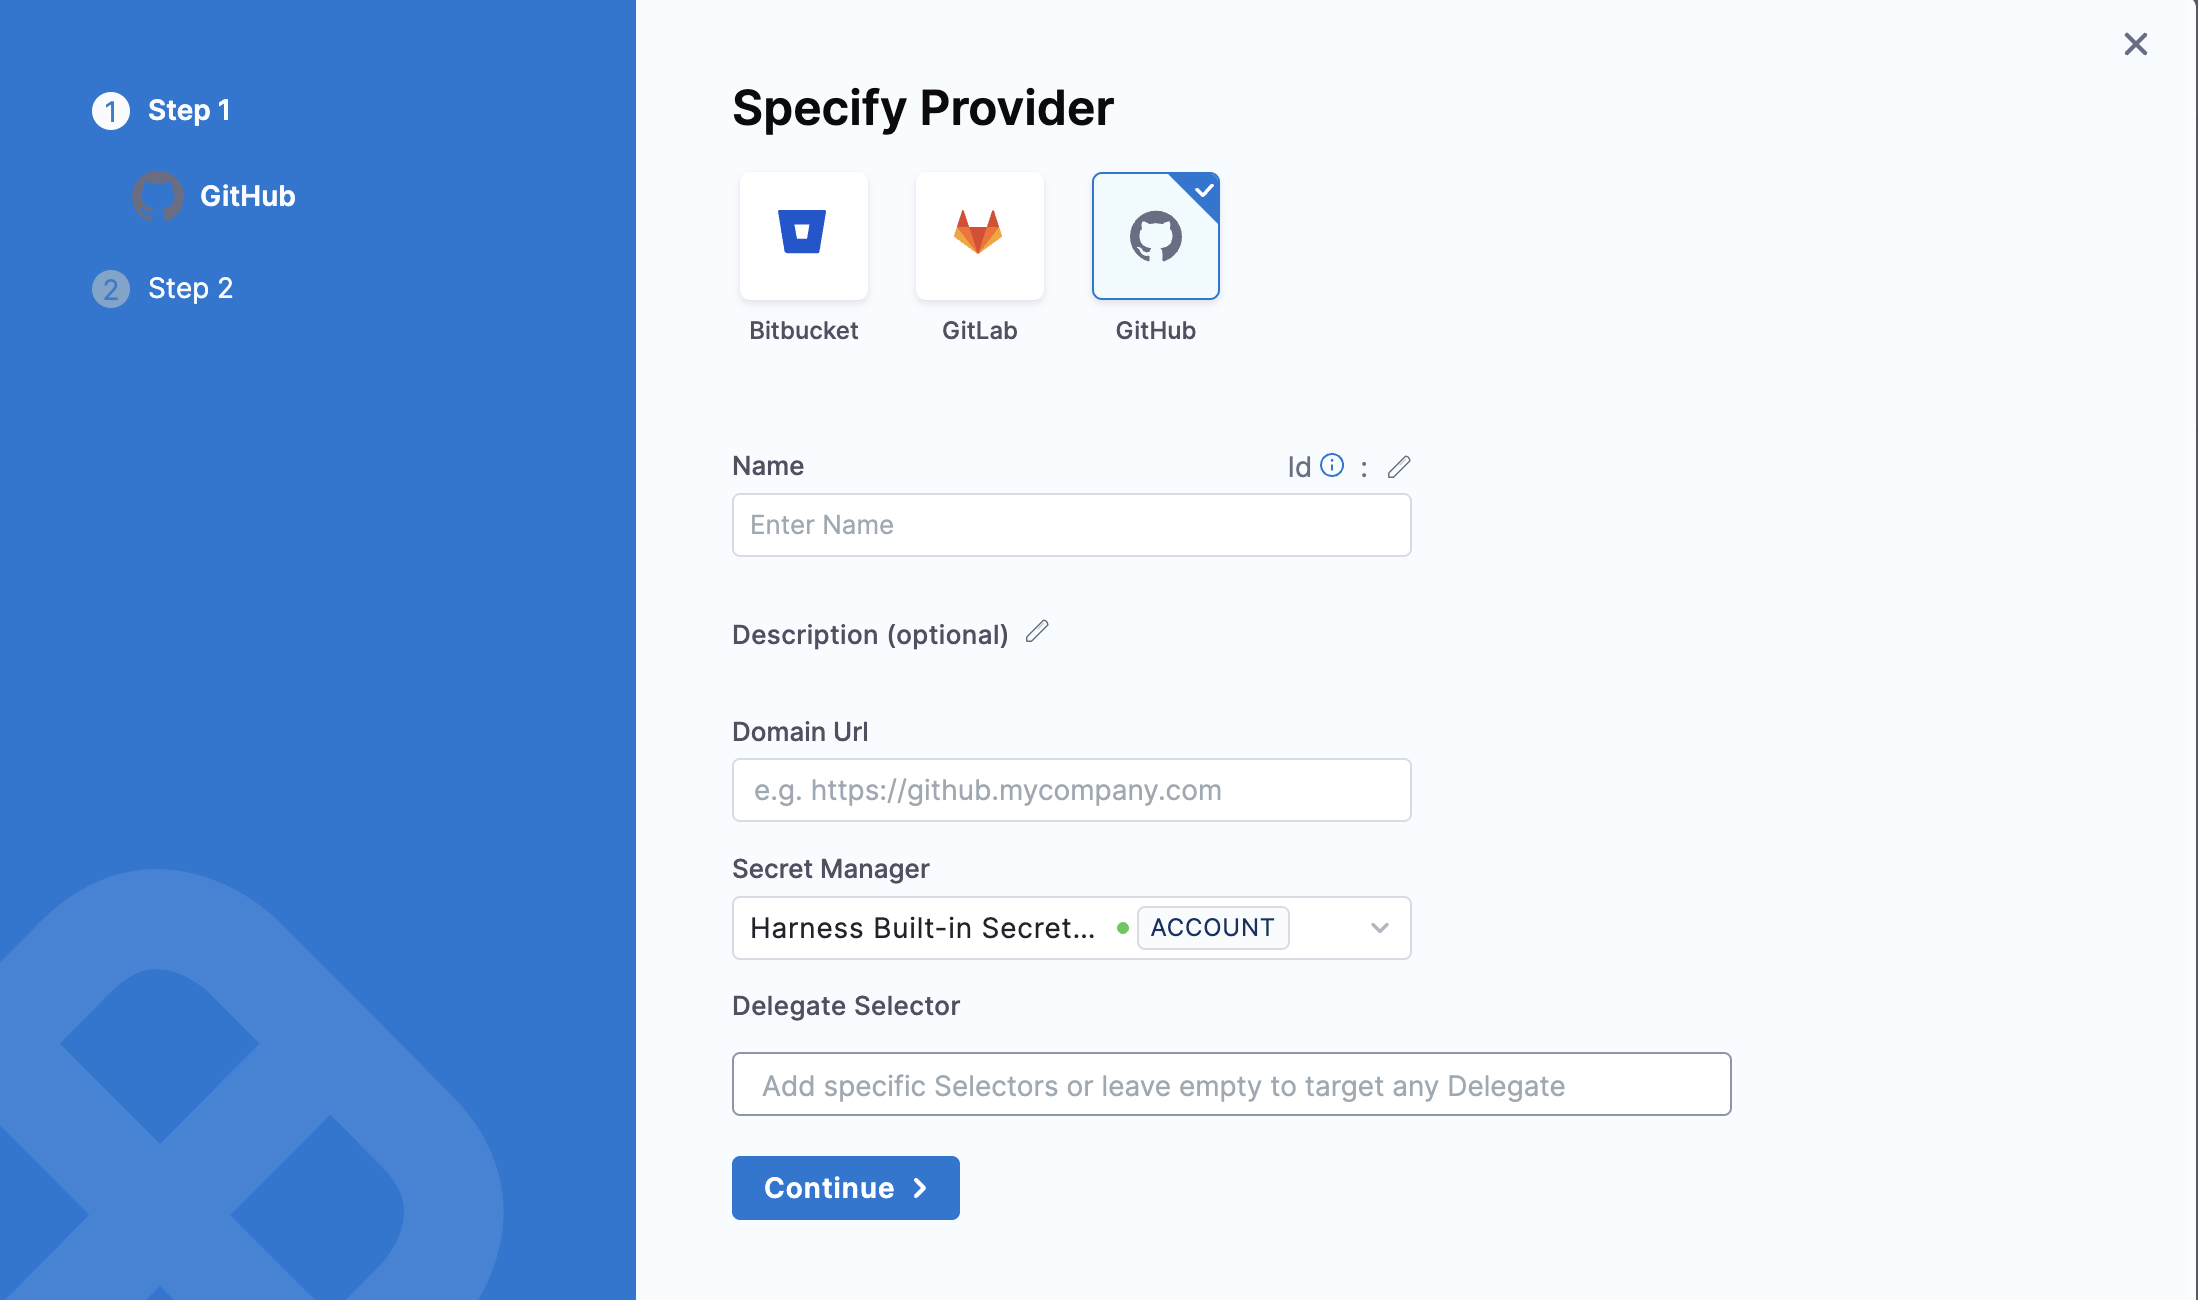 1 Step 1
GitHub
2 Step 2
Specify Provider
Bitbucket
GitLab
GitHub
Name
Id :
Enter Name
Description (optional)
Domain Url
e.g. https://github.mycompany.com
Secret Manager
Harness Built-in Secret... ACCOUNT
Delegate Selector
Add specific Selectors or leave empty to target any Delegate
Continue